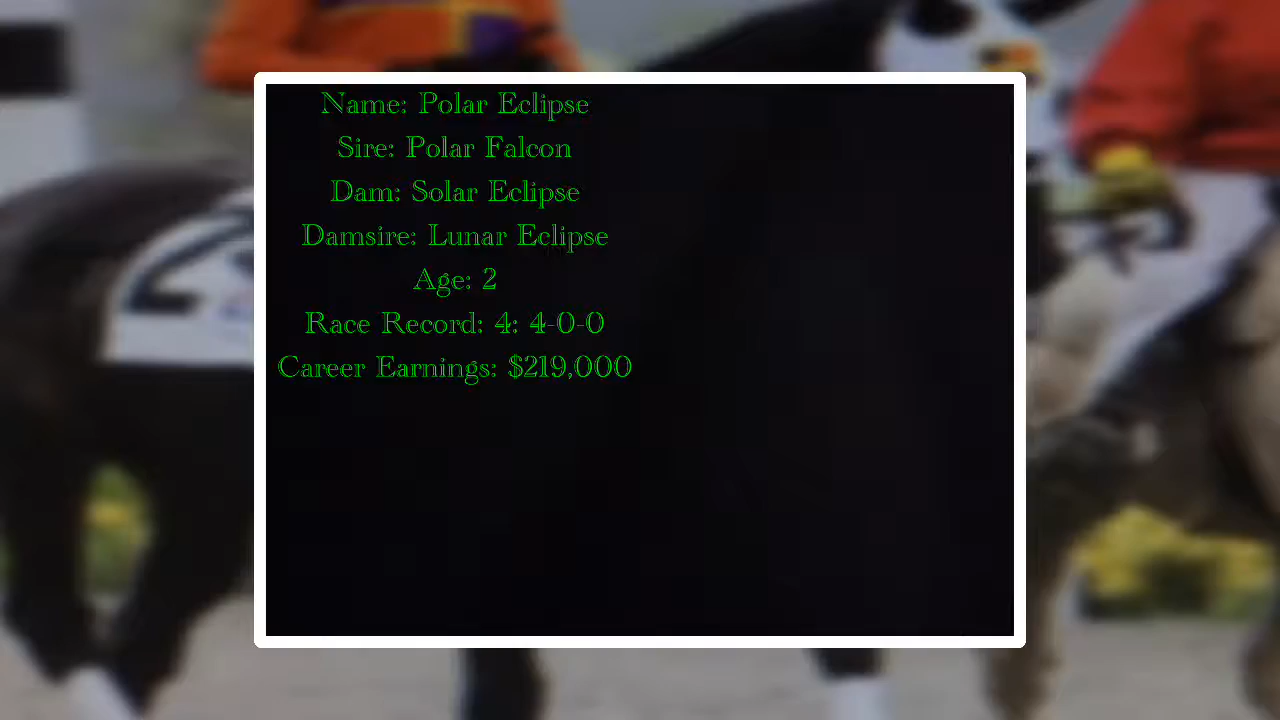 Name: Polar Eclipse
Sire: Polar Falcon
Dam: Solar Eclipse
Damsire: Lunar Eclipse
Age: 2
Race Record: 4: 4-0-0
Career Earnings: $219,000